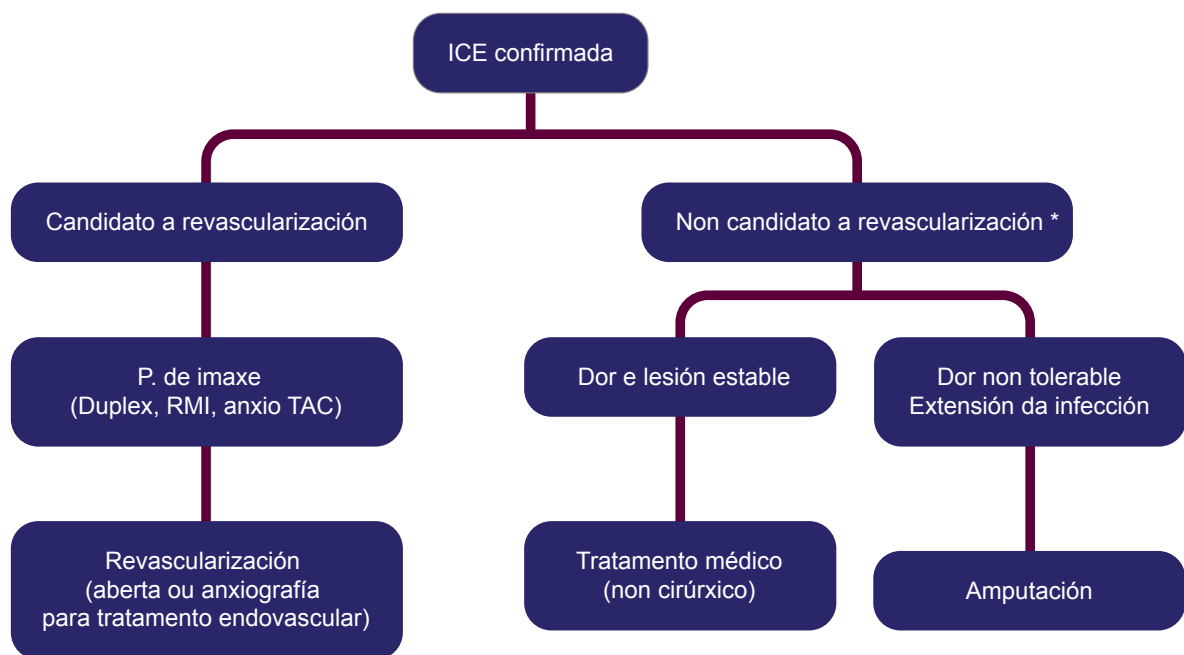 ICE confirmada
Candidato a revascularización
Non candidato a revascularización *
P. de imaxe
(Duplex, RMI, anxio TAC)
Dor e lesión estable
Dor non tolerable
Extensión da infección
Revascularización
(aberta ou anxiografía
para tratamento endovascular)
Tratamento médico
(non cirúrxico)
Amputación